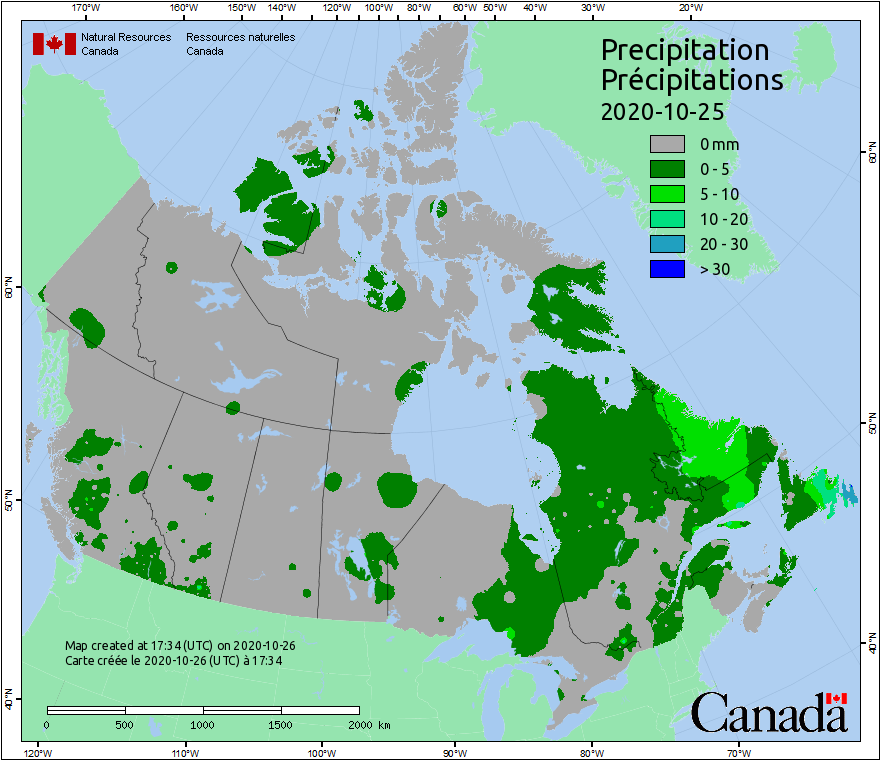 170°W 160°W 150°W 140°W 120°W 100°W 80°W 60°W 50°W 40°W 30°W 20°W
Natural Resources Canada
Ressources naturelles Canada
Precipitation
Précipitations
2020-10-25
0 mm
0 - 5
5 - 10
10 - 20
20 - 30
> 30
60°N
50°N
40°N
60°N
50°N
40°N
Map created at 17:34 (UTC) on 2020-10-26
Carte créée le 2020-10-26 (UTC) à 17:34
0 500 1000 1500 2000 km
Canada
120°W 110°W 100°W 90°W 80°W 70°W